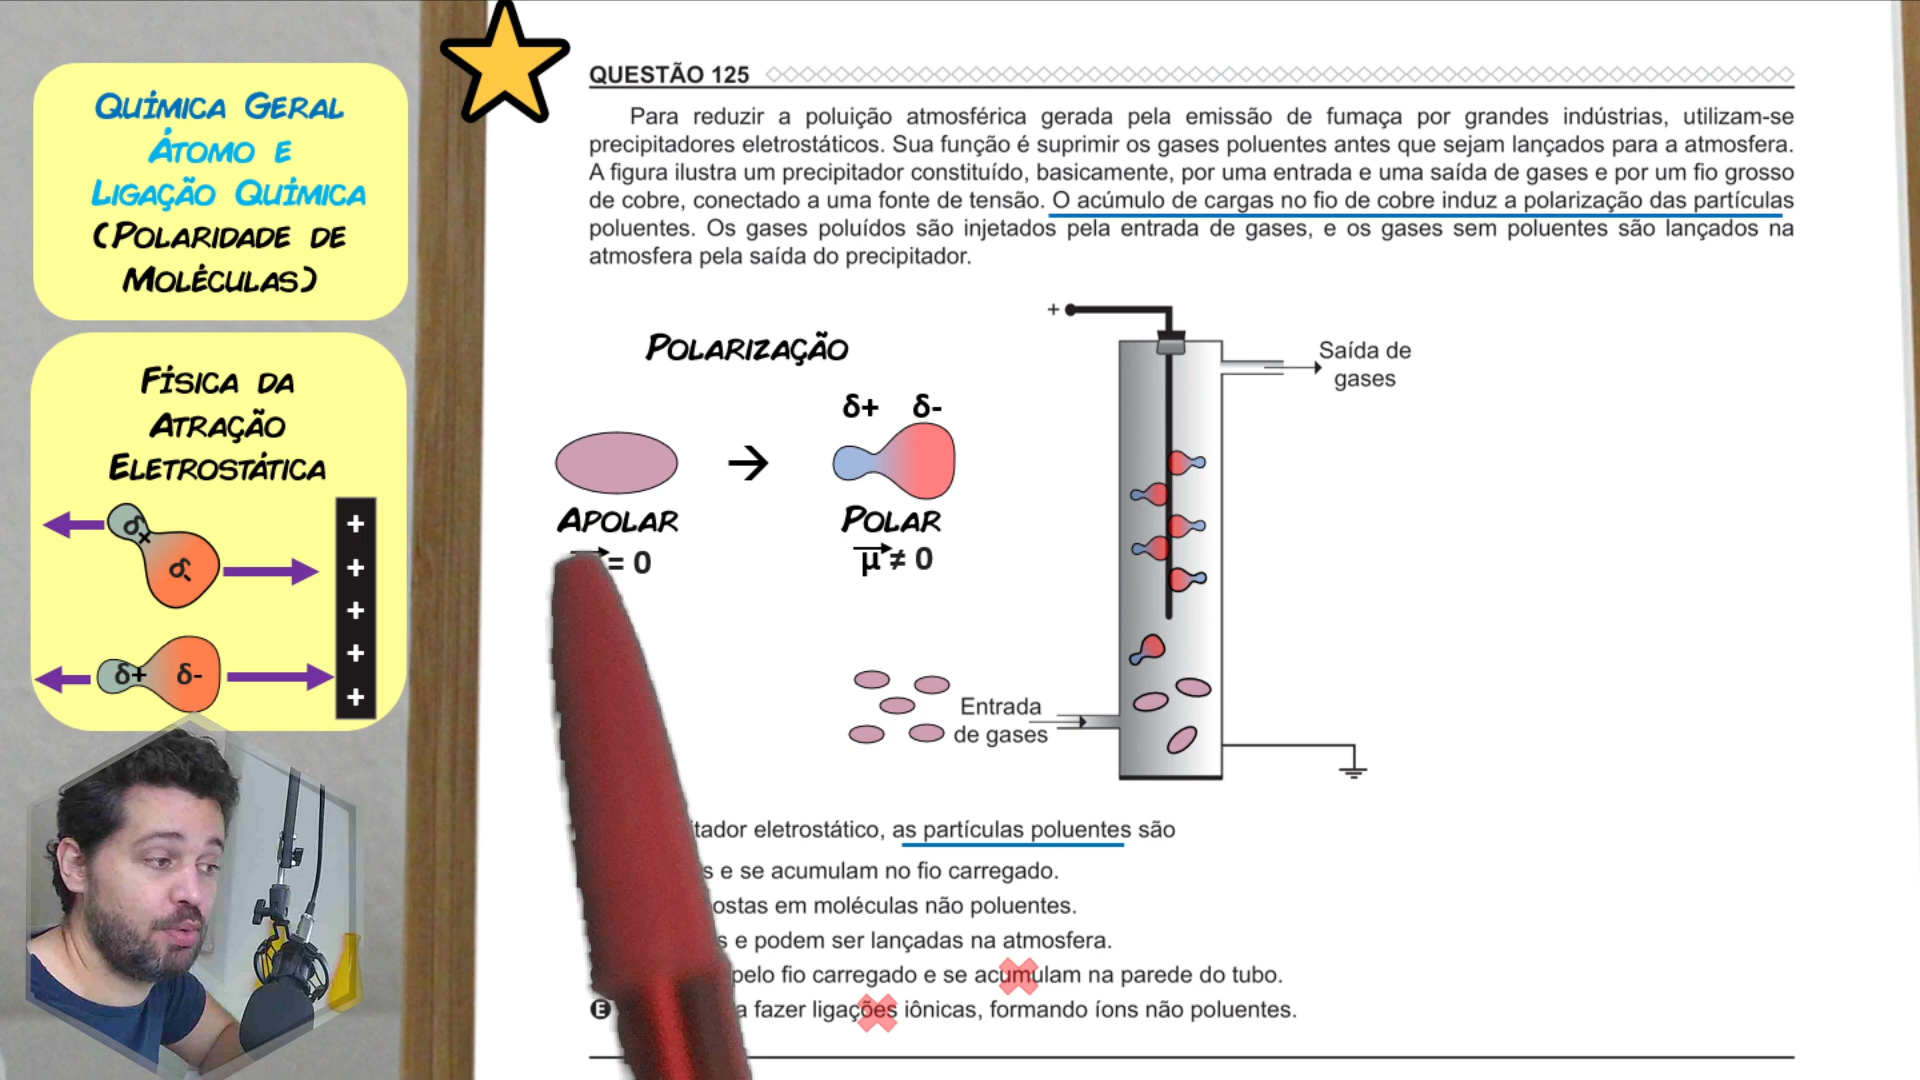 QUÍMICA GERAL
ÁTOMO E
LIGAÇÃO QUÍMICA
(POLARIDADE DE
MOLÉCULAS)
FÍSICA DA
ATRAÇÃO
ELETROSTÁTICA
δ+
δ-
δ+ δ-
+
+
+
+
+
QUESTÃO 125
Para reduzir a poluição atmosférica gerada pela emissão de fumaça por grandes indústrias, utilizam-se
precipitadores eletrostáticos. Sua função é suprimir os gases poluentes antes que sejam lançados para a atmosfera.
A figura ilustra um precipitador constituído, basicamente, por uma entrada e uma saída de gases e por um fio grosso
de cobre, conectado a uma fonte de tensão. O acúmulo de cargas no fio de cobre induz a polarização das partículas
poluentes. Os gases poluídos são injetados pela entrada de gases, e os gases sem poluentes são lançados na
atmosfera pela saída do precipitador.
POLARIZAÇÃO
δ+ δ-
→
APOLAR
POLAR
= 0
μ ≠ 0
+
Saída de
gases
Entrada
de gases
tador eletrostático, as partículas poluentes são
s e se acumulam no fio carregado.
ostas em moléculas não poluentes.
s e podem ser lançadas na atmosfera.
pelo fio carregado e se acumulam na parede do tubo.
E a fazer ligações iônicas, formando íons não poluentes.